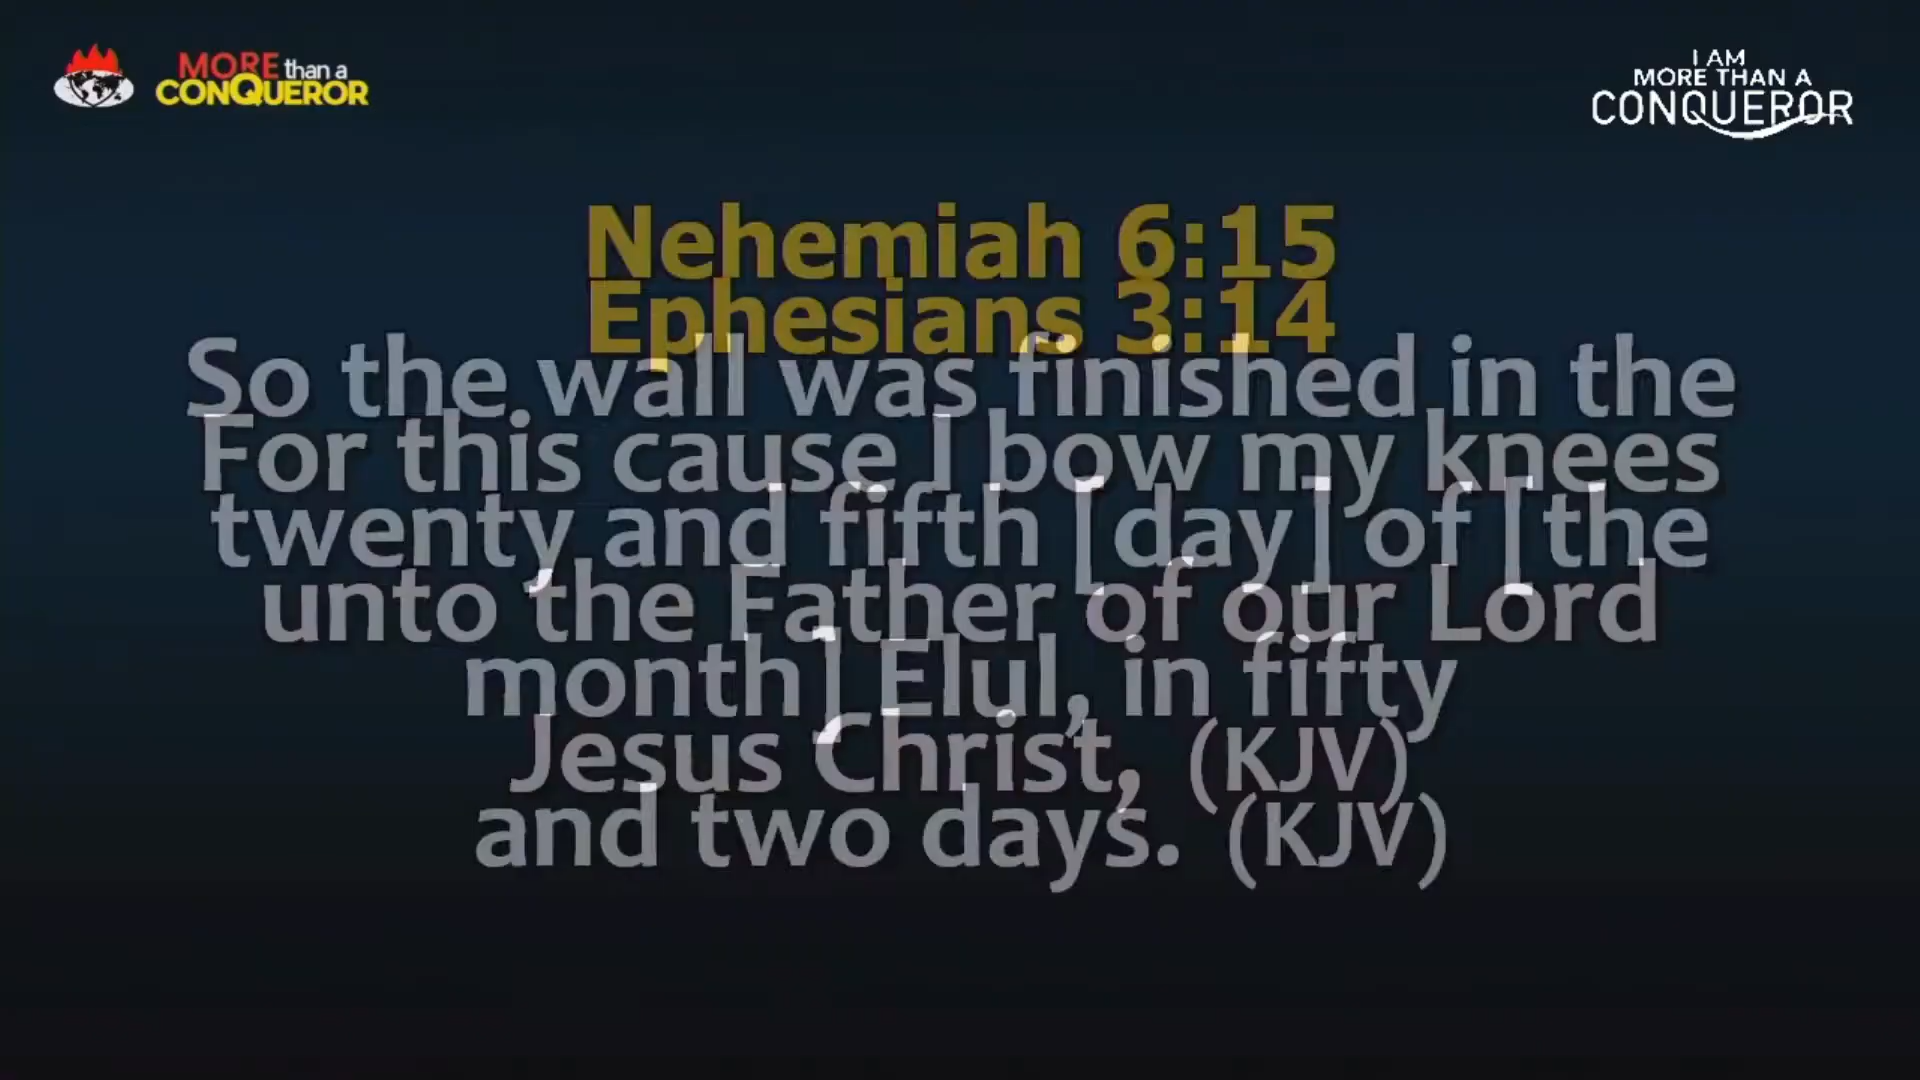 MORE than a
CONQUEROR
I AM
MORE THAN A
CONQUEROR
Nehemiah 6:15
Ephesians 3:14
So the wall was finished in the
For this cause I bow my knees
twenty and fifth [day] of [the
unto the Father of our Lord
month] Elul, in fifty
Jesus Christ, (KJV)
and two days. (KJV)